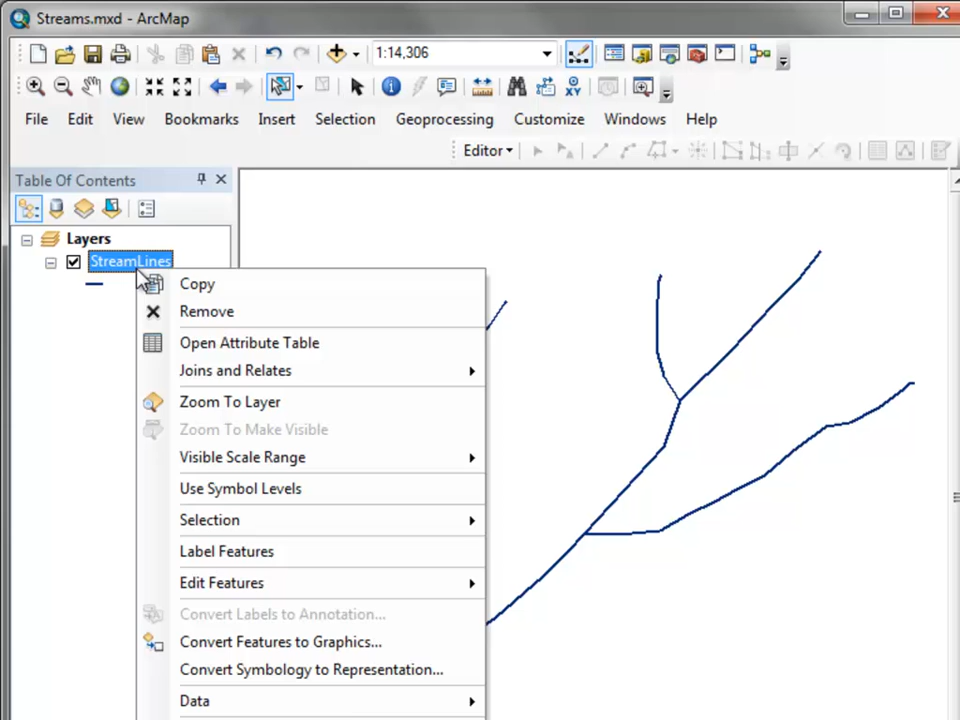 Streams.mxd - ArcMap
1:14,306
File Edit View Bookmarks Insert Selection Geoprocessing Customize Windows Help
Editor
Table Of Contents
Layers
StreamLines
Copy
Remove
Open Attribute Table
Joins and Relates
Zoom To Layer
Zoom To Make Visible
Visible Scale Range
Use Symbol Levels
Selection
Label Features
Edit Features
Convert Labels to Annotation...
Convert Features to Graphics...
Convert Symbology to Representation...
Data